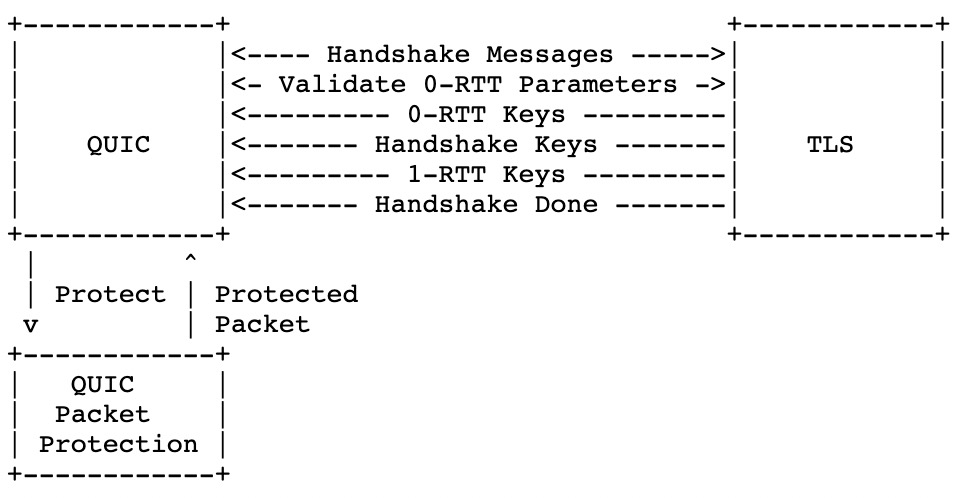 +------------+                               +------------+
|            |<---- Handshake Messages ----->|            |
|            |<- Validate 0-RTT Parameters ->|            |
|            |<--------- 0-RTT Keys ---------|            |
|    QUIC    |<------- Handshake Keys -------|    TLS     |
|            |<--------- 1-RTT Keys ---------|            |
|            |<------- Handshake Done -------|            |
+------------+                               +------------+
 |         ^
 | Protect | Protected
 v         | Packet
+------------+
|   QUIC     |
|  Packet    |
| Protection |
+------------+